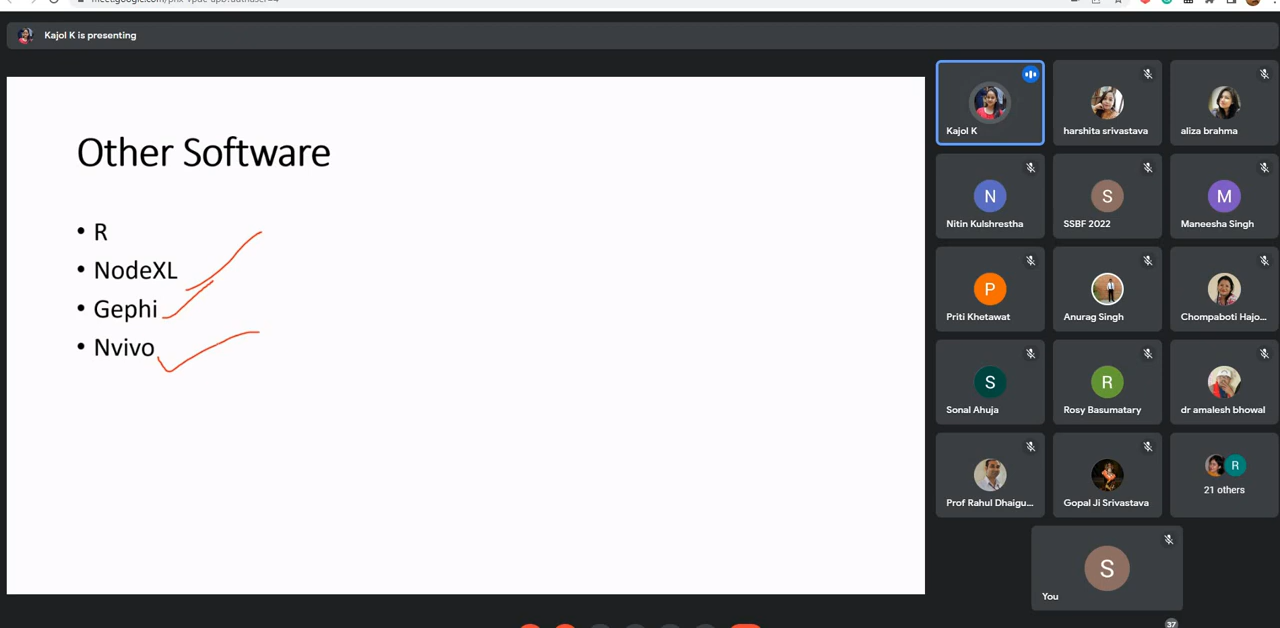 Kajol K is presenting
Other Software
• R
• NodeXL
• Gephi
• Nvivo
Kajol K
harshita srivastava
aliza brahma
N
Nitin Kulshrestha
S
SSBF 2022
M
Maneesha Singh
P
Priti Khetawat
Anurag Singh
Chompaboti Hajo...
S
Sonal Ahuja
R
Rosy Basumatary
dr amalesh bhowal
Prof Rahul Dhaigu...
Gopal Ji Srivastava
R
21 others
S
You
37